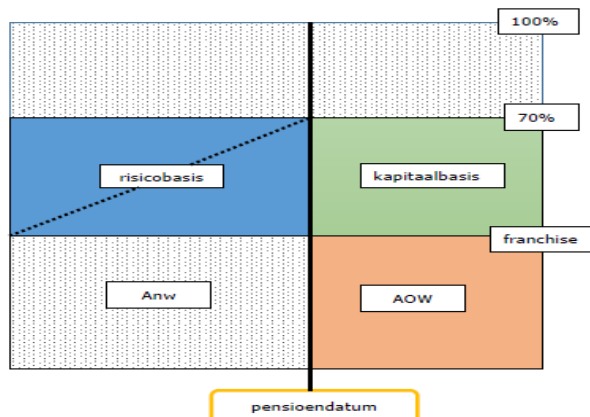 100%
70%
risicobasis
kapitaalbasis
franchise
Anw
AOW
pensioendatum